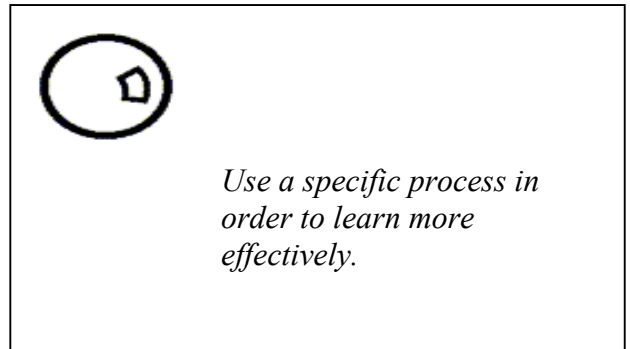 Use a specific process in
order to learn more
effectively.